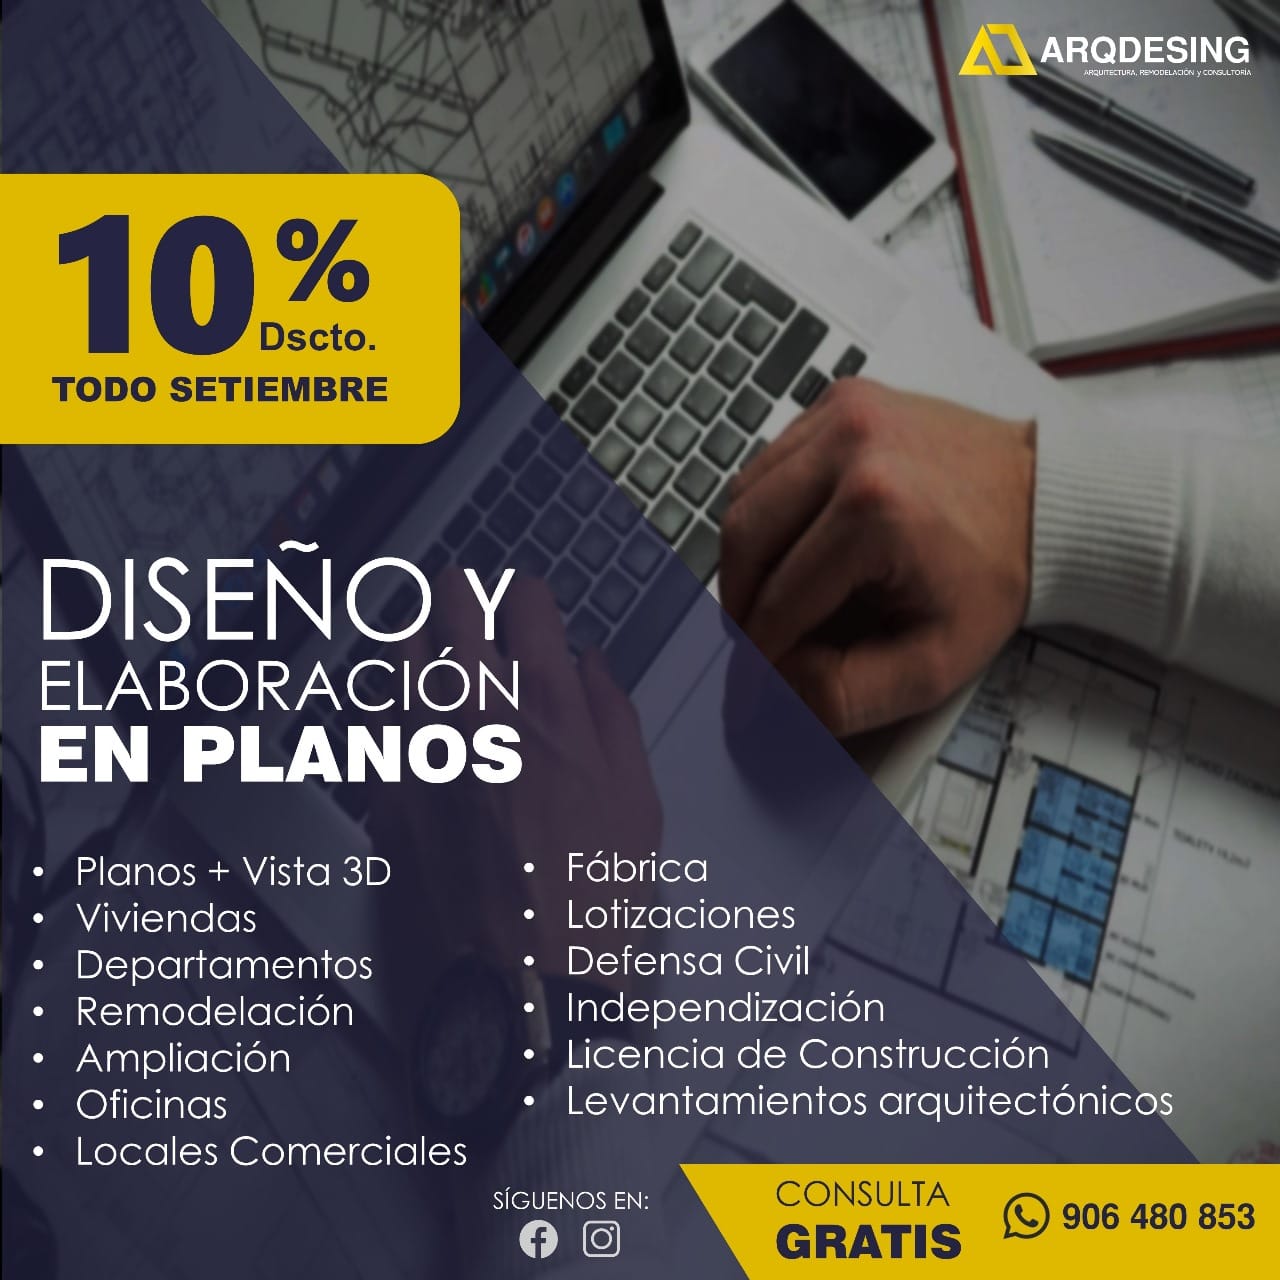 ARQDESING
ARQUITECTURA, REMODELACIÓN y CONSULTORÍA
10%
Dscto.
TODO SETIEMBRE
DISEÑO Y
ELABORACIÓN
EN PLANOS
• Planos + Vista 3D
• Viviendas
• Departamentos
• Remodelación
• Ampliación
• Oficinas
• Locales Comerciales
• Fábrica
• Lotizaciones
• Defensa Civil
• Independización
• Licencia de Construcción
• Levantamientos arquitectónicos
SÍGUENOS EN:
CONSULTA
GRATIS
906 480 853